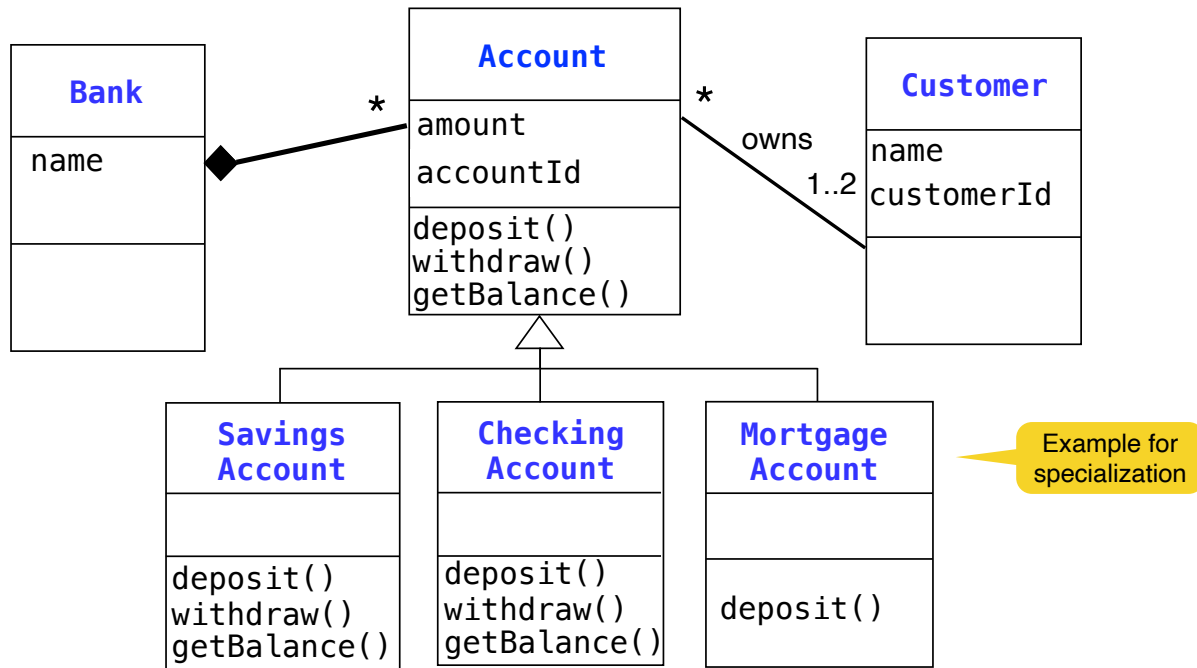 Bank
name
*
Account
amount
accountId
deposit()
withdraw()
getBalance()
*
owns
1..2
Customer
name
customerId
Savings
Account
deposit()
withdraw()
getBalance()
Checking
Account
deposit()
withdraw()
getBalance()
Mortgage
Account
deposit()
Example for
specialization